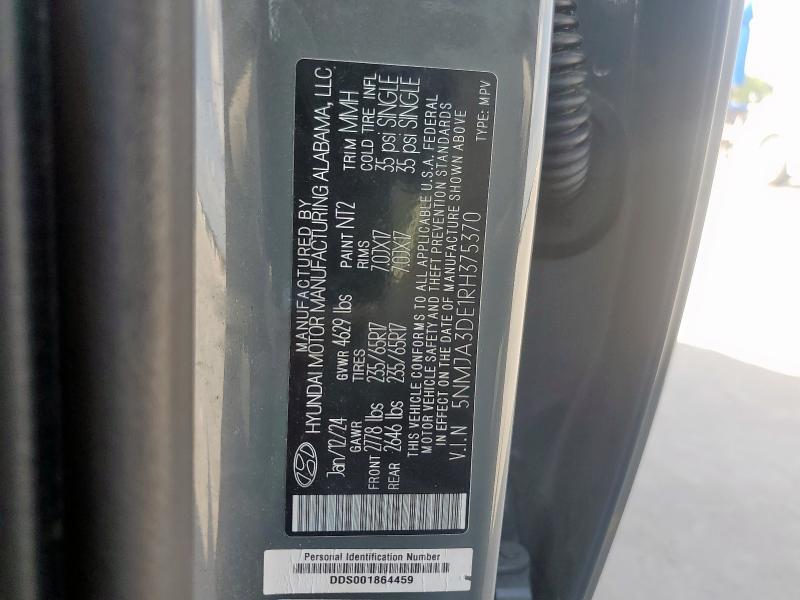 MANUFACTURED BY
HYUNDAI MOTOR MANUFACTURING ALABAMA, LLC.
Jan/12/24 GVWR 4629 lbs PAINT NT2 TRIM MMH
GAWR TIRES RIMS COLD TIRE INFL
FRONT 2778 lbs 235/65R17 7.0JX17 35 psi SINGLE
REAR 2646 lbs 235/65R17 7.0JX17 35 psi SINGLE
THIS VEHICLE CONFORMS TO ALL APPLICABLE U.S.A. FEDERAL
MOTOR VEHICLE SAFETY AND THEFT PREVENTION STANDARDS
IN EFFECT ON THE DATE OF MANUFACTURE SHOWN ABOVE
V.I.N 5NMJA3DE1RH375370 TYPE: MPV
Personal Identification Number
DDS001864459